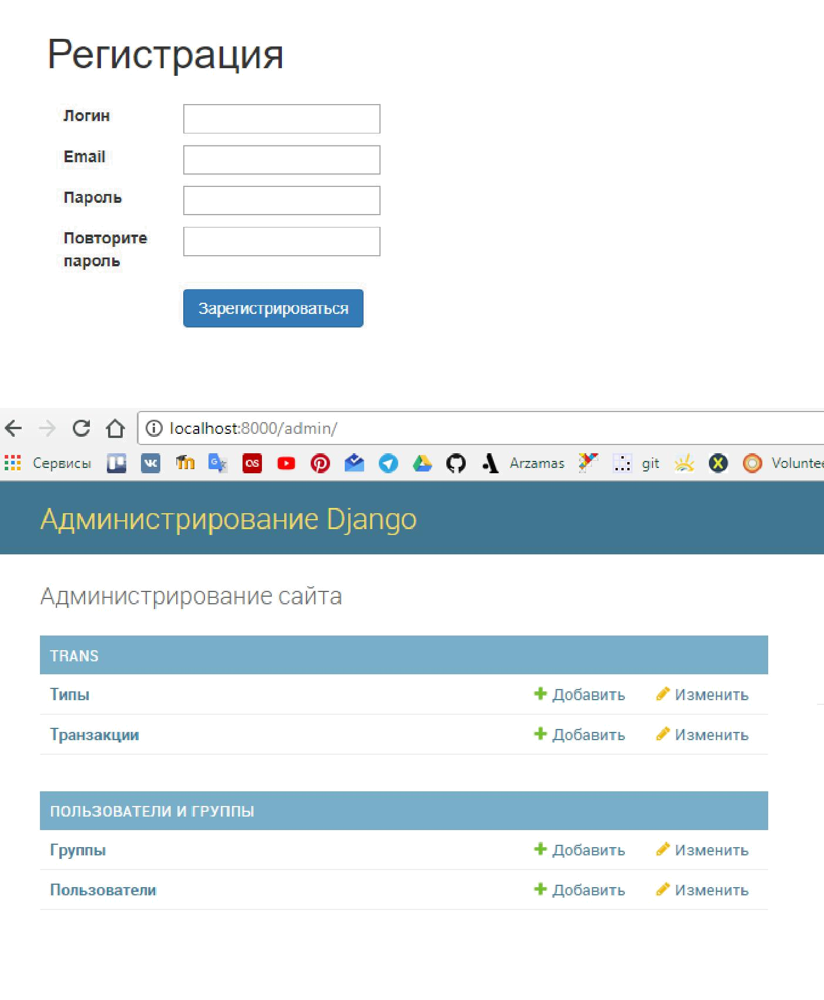 Регистрация
Логин
Email
Пароль
Повторите
пароль
Зарегистрироваться
localhost:8000/admin/
Сервисы Arzamas git Voluntee
Администрирование Django
Администрирование сайта
TRANS
Типы Добавить Изменить
Транзакции Добавить Изменить
ПОЛЬЗОВАТЕЛИ И ГРУППЫ
Группы Добавить Изменить
Пользователи Добавить Изменить